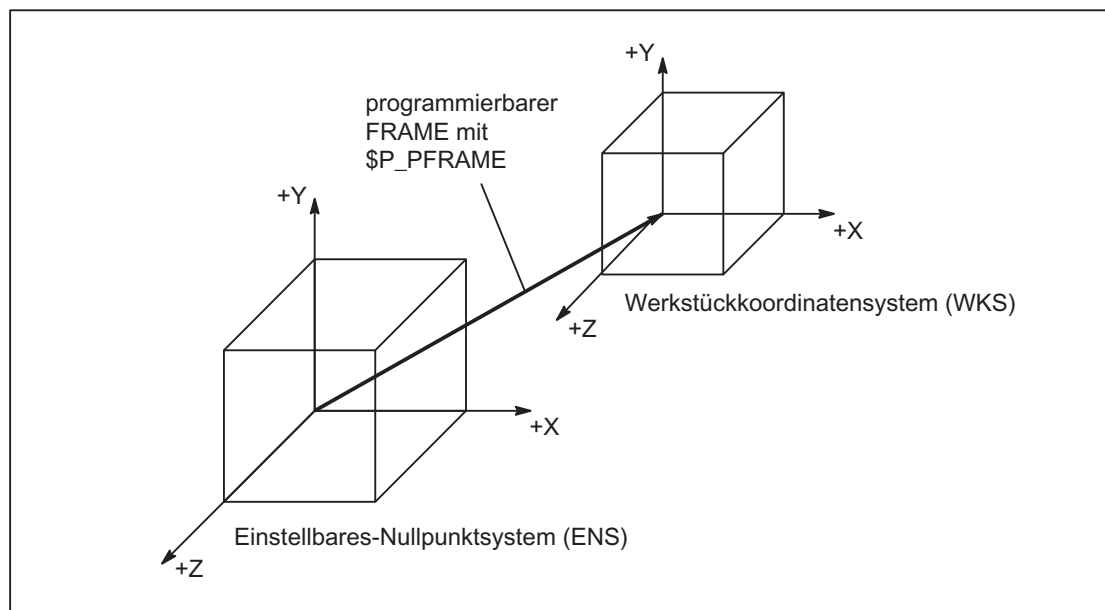 +Y
programmierbarer
FRAME mit
$P_PFRAME
+Y
+X
Werkstückkoordinatensystem (WKS)
+Z
+X
Einstellbares-Nullpunktsystem (ENS)
+Z